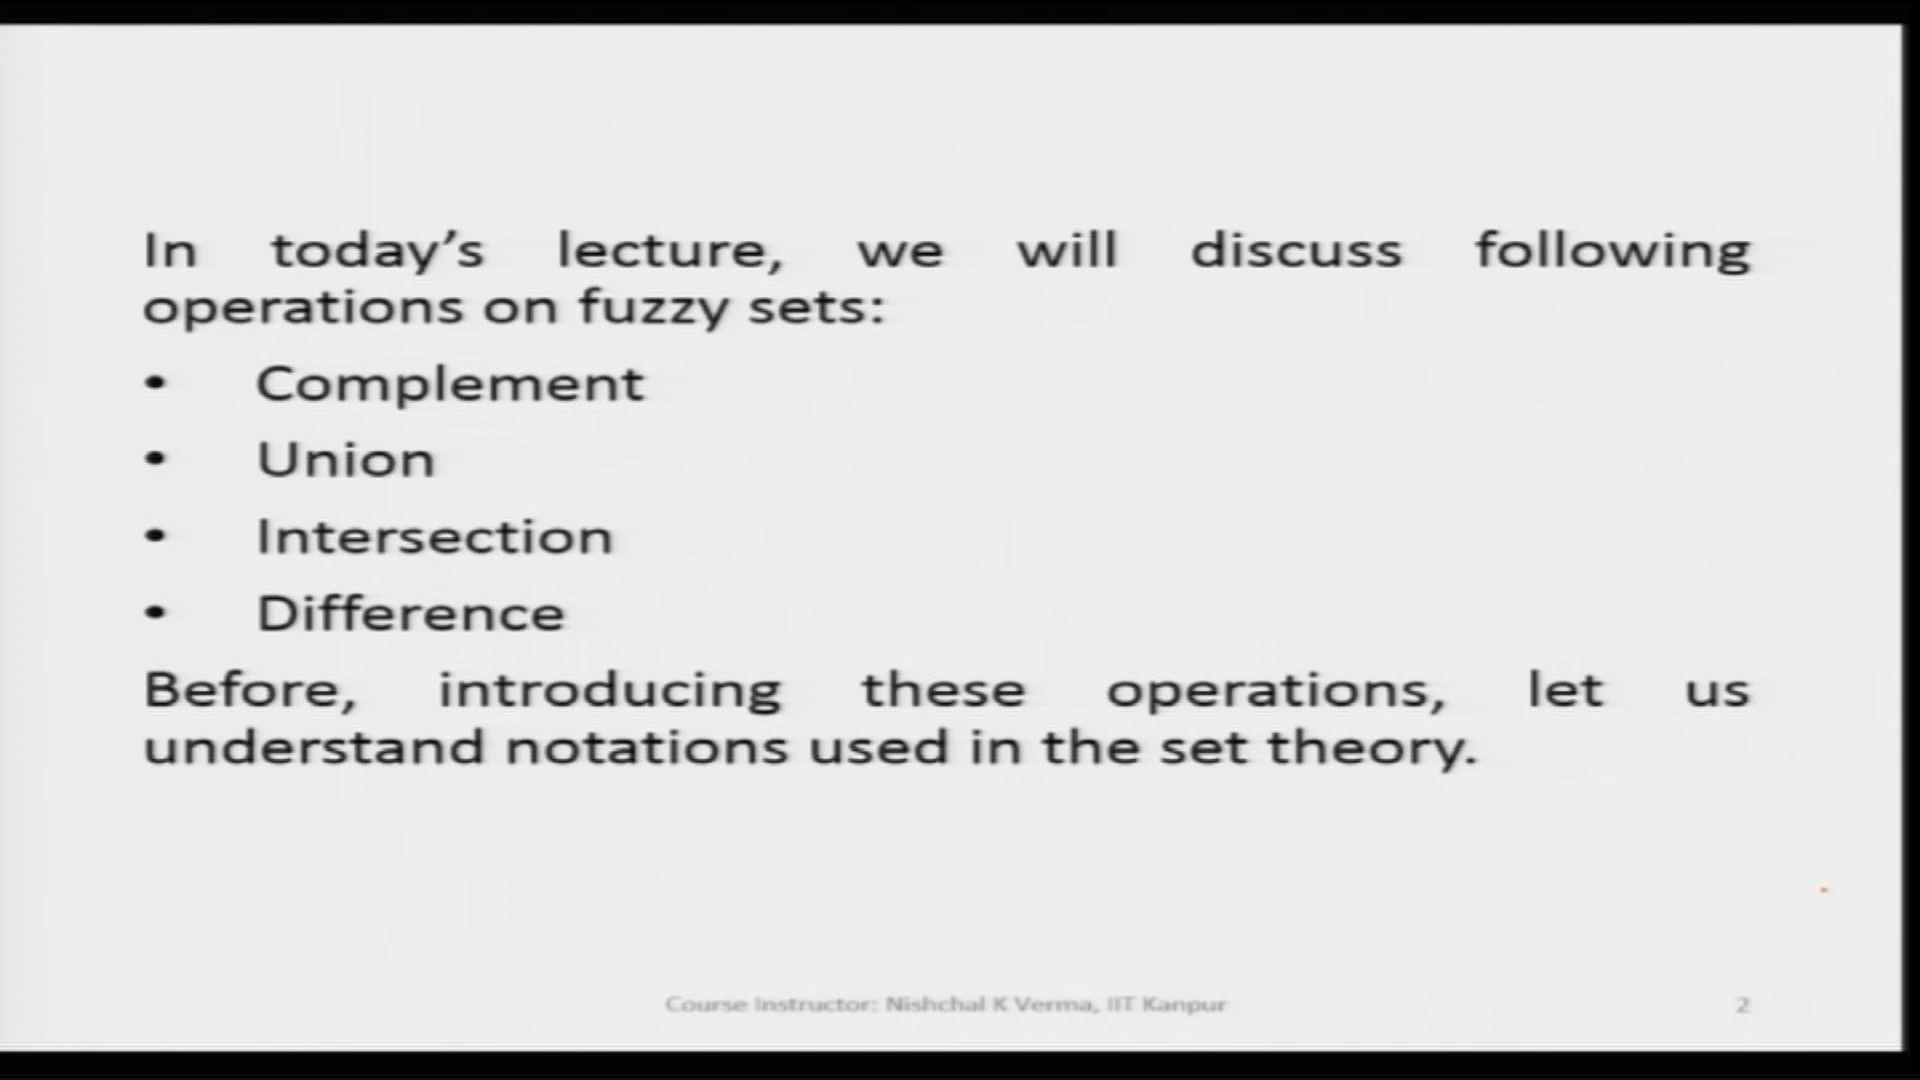 In today's lecture, we will discuss following
operations on fuzzy sets:
• Complement
• Union
• Intersection
• Difference
Before, introducing these operations, let us
understand notations used in the set theory.
Course Instructor: Nishchal K Verma, IIT Kanpur
2